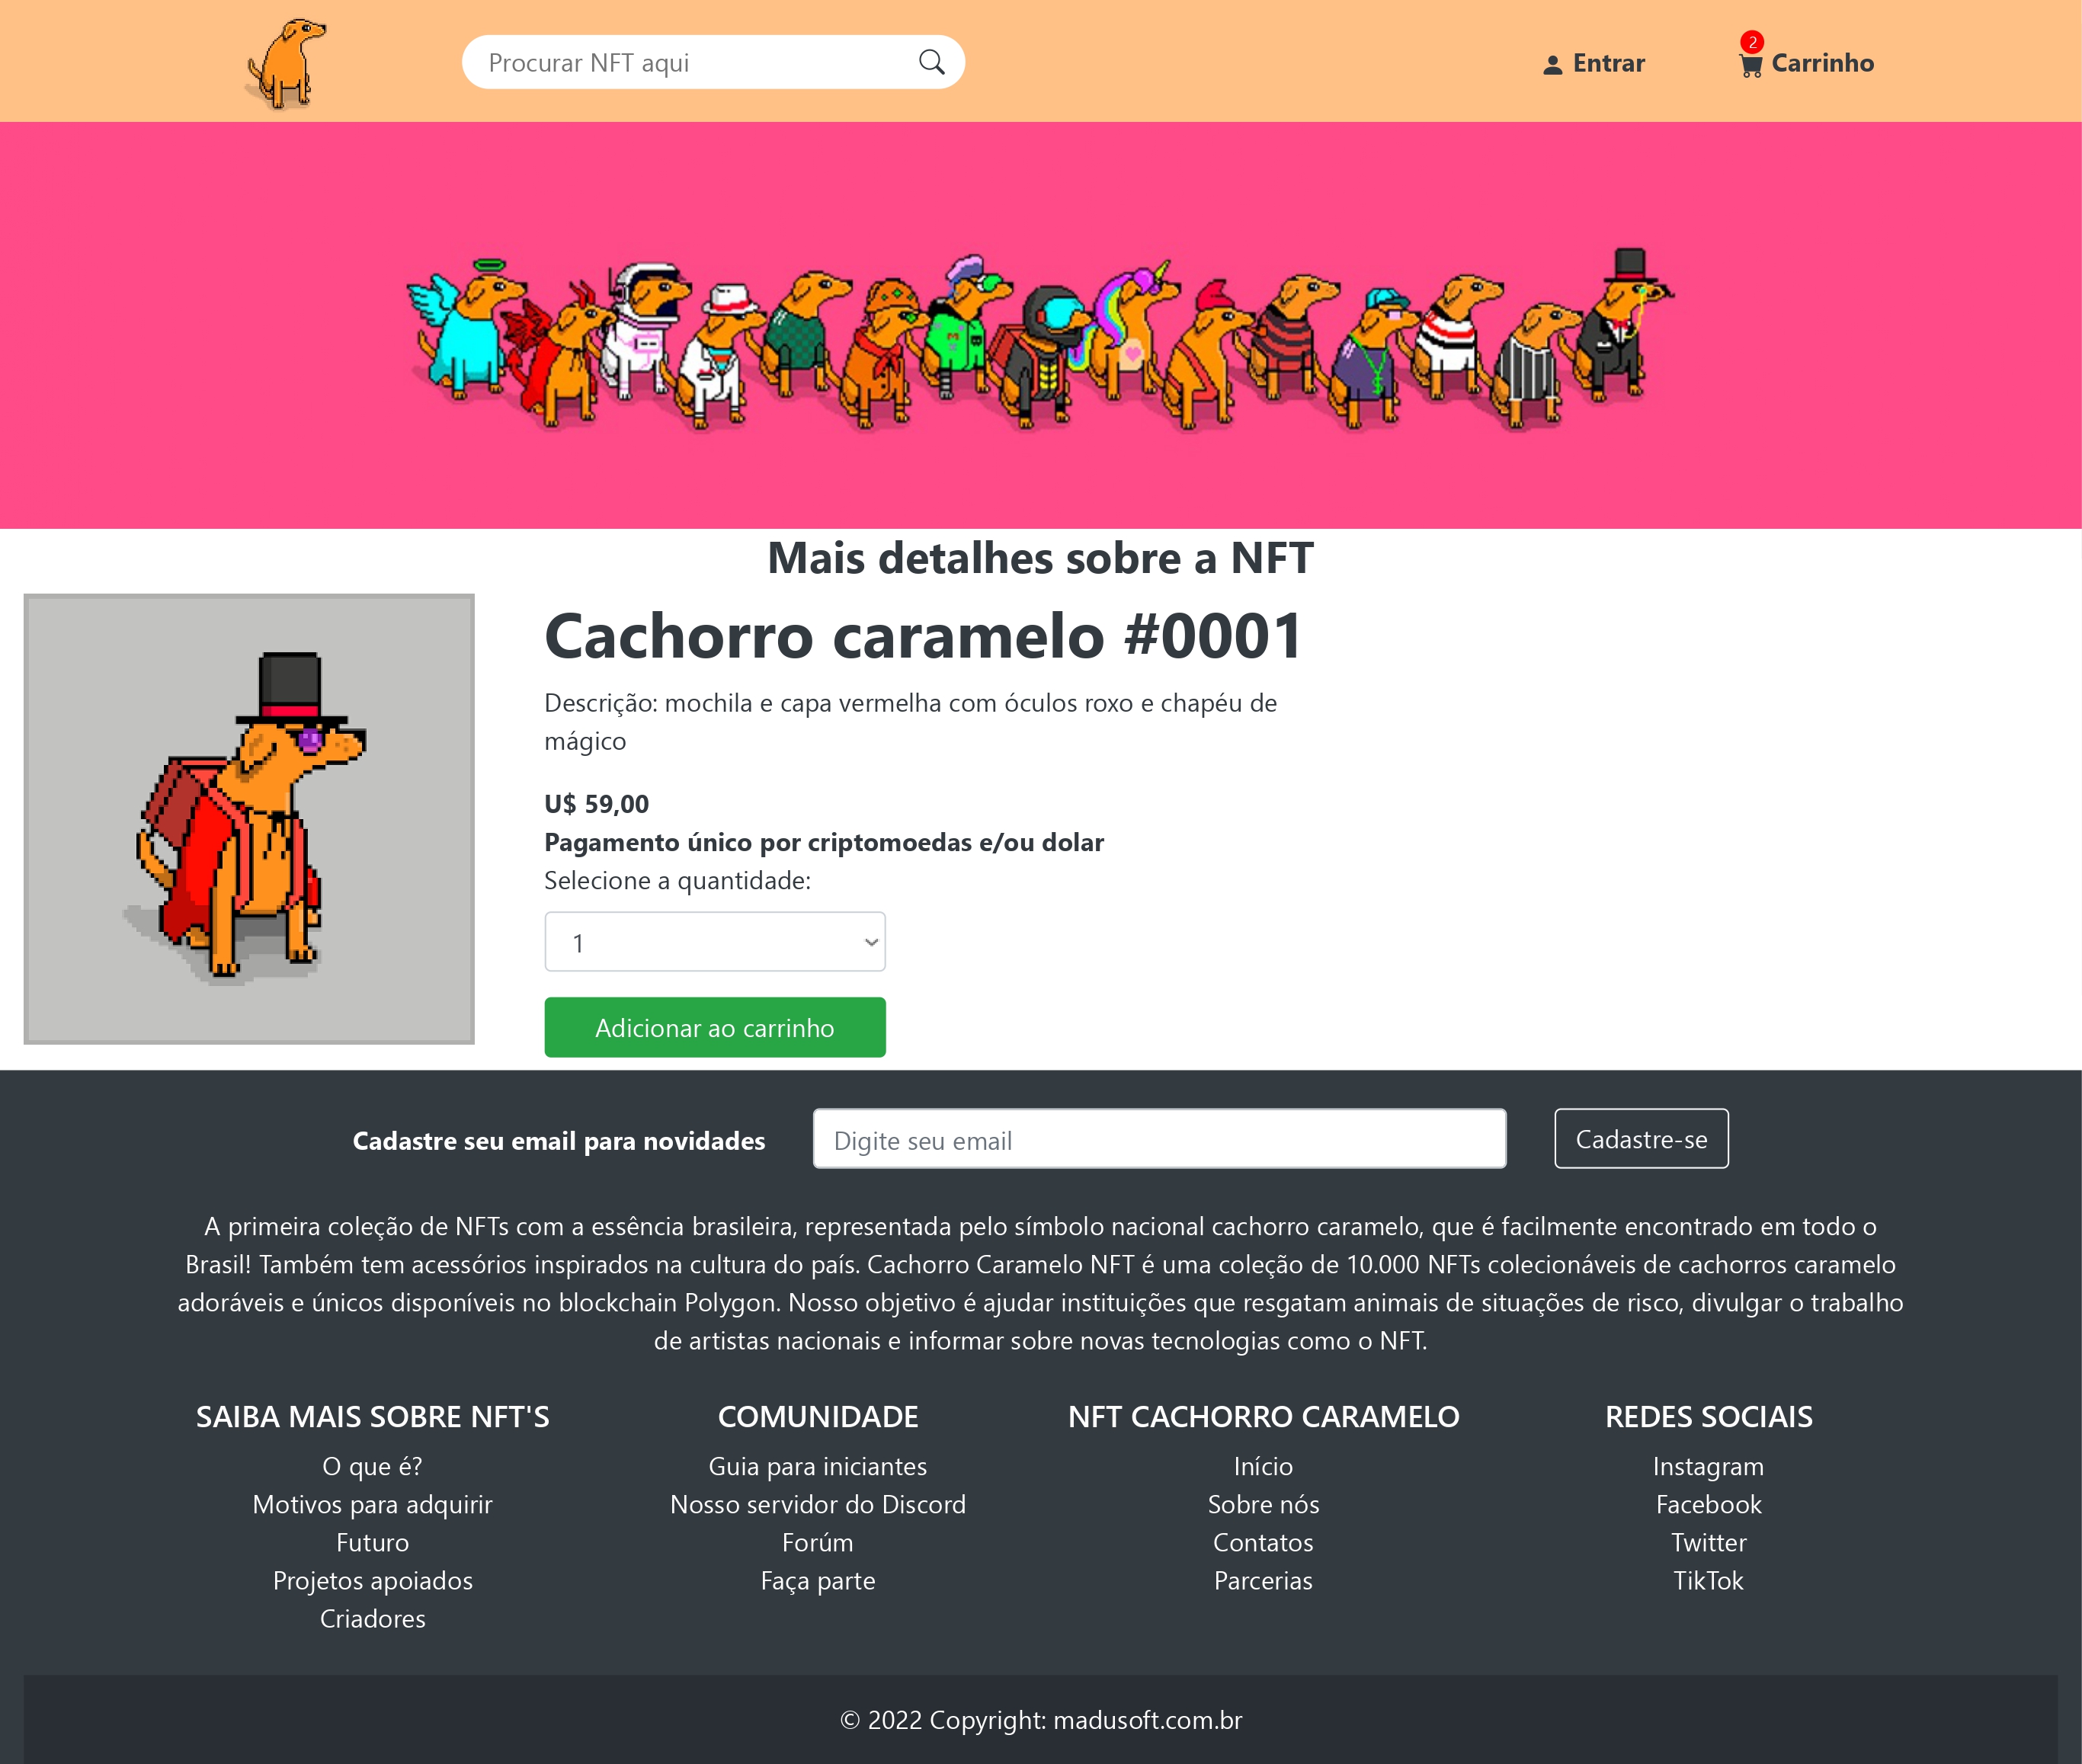 Procurar NFT aqui
Entrar
2
Carrinho
Mais detalhes sobre a NFT
Cachorro caramelo #0001
Descrição: mochila e capa vermelha com óculos roxo e chapéu de
mágico
U$ 59,00
Pagamento único por criptomoedas e/ou dolar
Selecione a quantidade:
1
Adicionar ao carrinho
Cadastre seu email para novidades
Digite seu email
Cadastre-se
A primeira coleção de NFTs com a essência brasileira, representada pelo símbolo nacional cachorro caramelo, que é facilmente encontrado em todo o
Brasil! Também tem acessórios inspirados na cultura do país. Cachorro Caramelo NFT é uma coleção de 10.000 NFTs colecionáveis de cachorros caramelo
adoráveis e únicos disponíveis no blockchain Polygon. Nosso objetivo é ajudar instituições que resgatam animais de situações de risco, divulgar o trabalho
de artistas nacionais e informar sobre novas tecnologias como o NFT.
SAIBA MAIS SOBRE NFT'S
O que é?
Motivos para adquirir
Futuro
Projetos apoiados
Criadores
COMUNIDADE
Guia para iniciantes
Nosso servidor do Discord
Forúm
Faça parte
NFT CACHORRO CARAMELO
Início
Sobre nós
Contatos
Parcerias
REDES SOCIAIS
Instagram
Facebook
Twitter
TikTok
© 2022 Copyright: madusoft.com.br